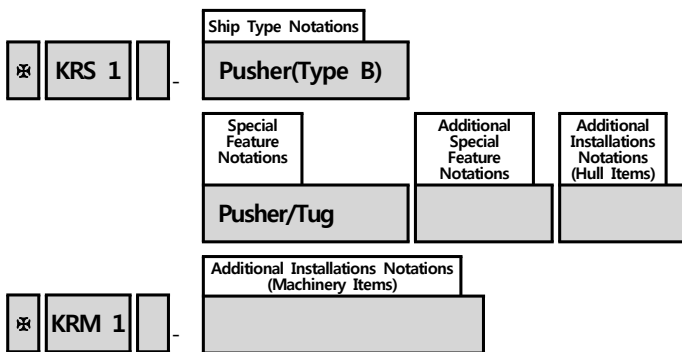 Ship Type Notations
✠ KRS 1 - Pusher(Type B)
Special Feature Notations
Additional Special Feature Notations
Additional Installations Notations (Hull Items)
Pusher/Tug
Additional Installations Notations
(Machinery Items)
✠ KRM 1 -